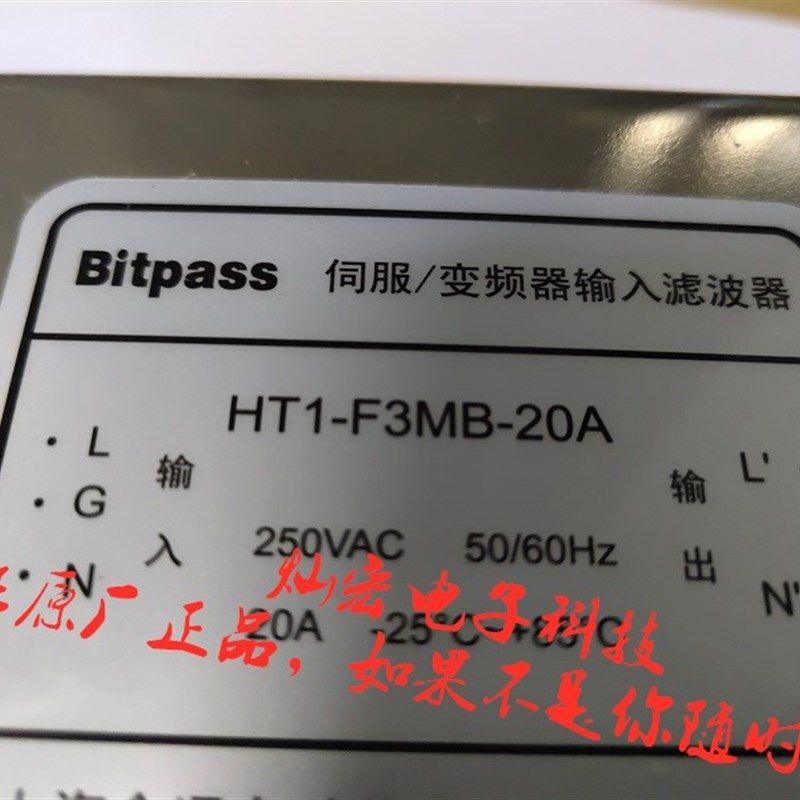 Bitpass 伺服/变频器输入滤波器
HT1-F3MB-20A
· L 输 输 L'
· G
入 250VAC 50/60Hz 出
· N N'
20A -25°C
灿宏电子科技
原厂正品，如果不是你随时